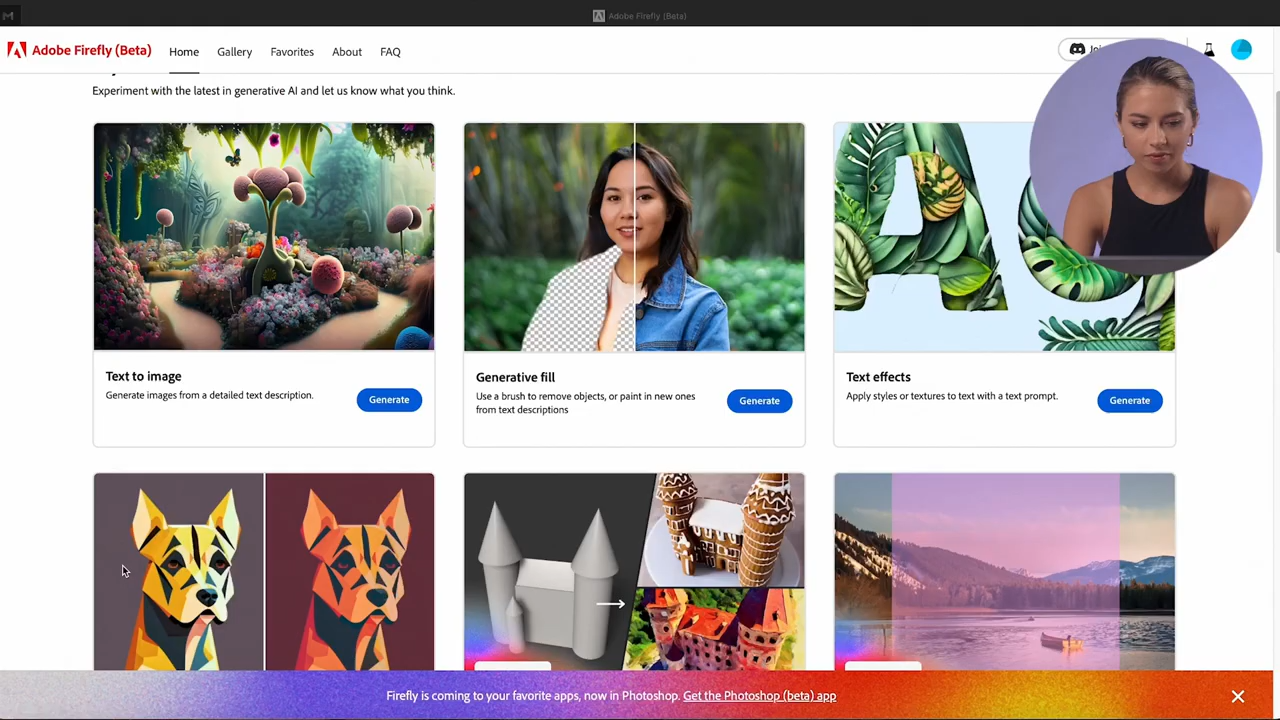 Adobe Firefly (Beta)
Adobe Firefly (Beta)
Home
Gallery
Favorites
About
FAQ
Experiment with the latest in generative AI and let us know what you think.
Text to image
Generate images from a detailed text description.
Generate
Generative fill
Use a brush to remove objects, or paint in new ones
from text descriptions
Generate
Text effects
Apply styles or textures to text with a text prompt.
Generate
Firefly is coming to your favorite apps, now in Photoshop. Get the Photoshop (beta) app